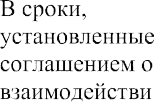 В сроки,
установленные
соглашением о
взаимодействи